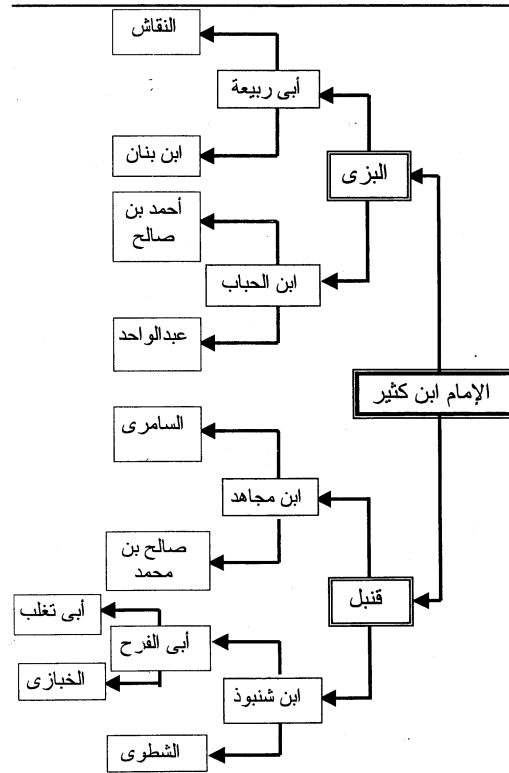 النقاش
أبى ربيعة
ابن بنان
البزى
أحمد بن
صالح
ابن الحباب
عبدالواحد
الإمام ابن كثير
السامرى
ابن مجاهد
صالح بن
محمد
قنبل
أبى تغلب
أبى الفرح
الخبازى
ابن شنبوذ
الشطوى